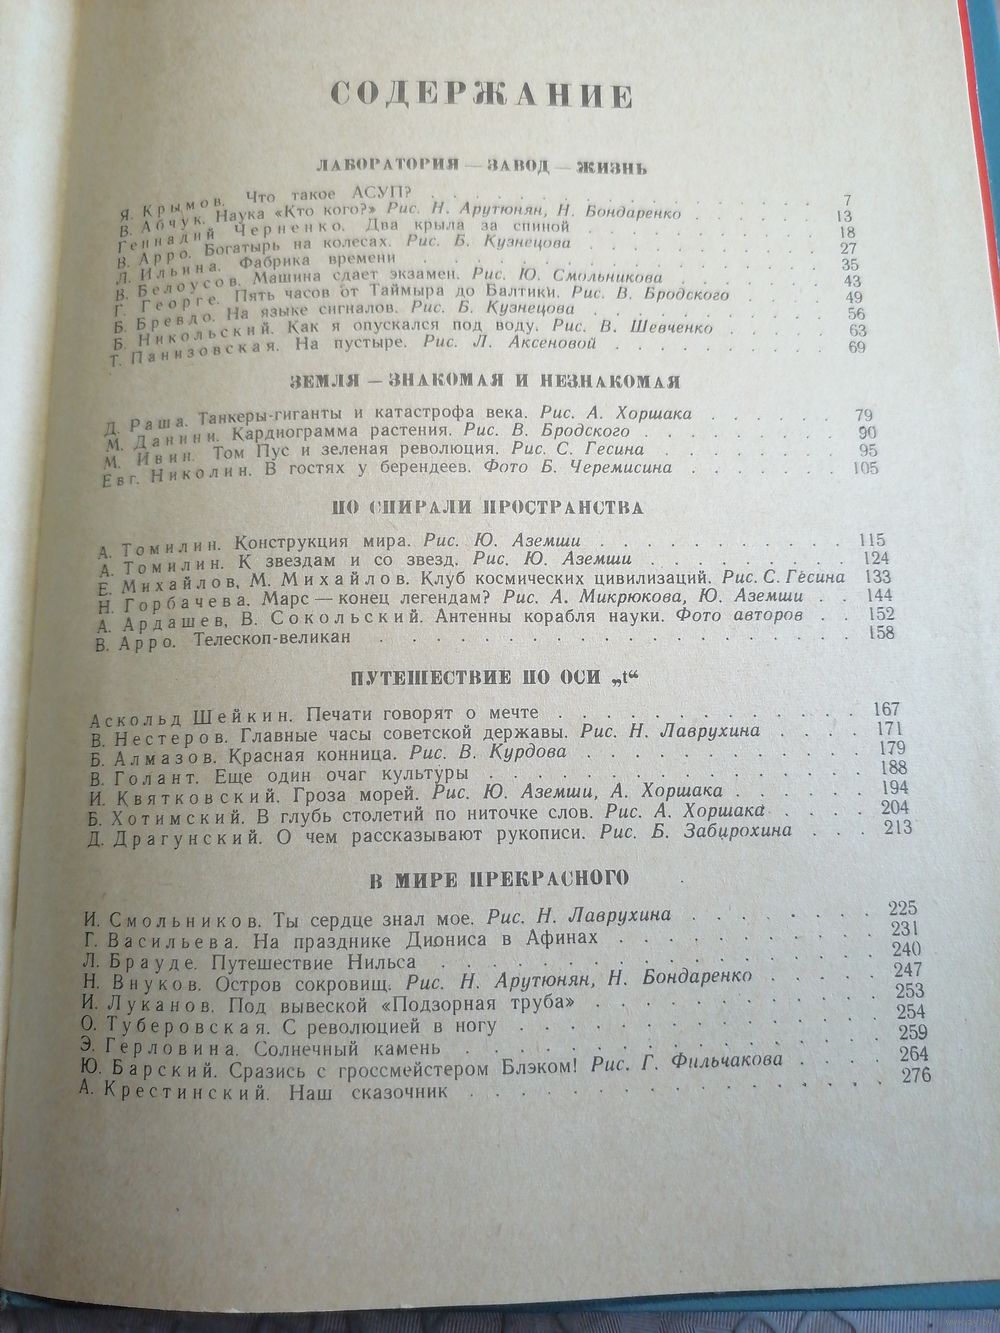 СОДЕРЖАНИЕ
ЛАБОРАТОРИЯ — ЗАВОД — ЖИЗНЬ
Я. Крымов. Что такое АСУП? . . . 7
В. Абчук. Наука «Кто кого?» Рис. Н. Арутюнян, Н. Бондаренко . . . 13
Геннадий Черненко. Два крыла за спиной . . . 18
В. Арро. Богатырь на колесах. Рис. Б. Кузнецова . . . 27
Л. Ильина. Фабрика времени . . . 35
В. Белоусов. Машина сдает экзамен. Рис. Ю. Смольникова . . . 43
Г. Георге. Пять часов от Таймыра до Балтики. Рис. В. Бродского . . . 49
Б. Бревдо. На языке сигналов. Рис. Б. Кузнецова . . . 56
Б. Никольский. Как я опускался под воду. Рис. В. Шевченко . . . 63
Т. Панизовская. На пустыре. Рис. Л. Аксеновой . . . 69
ЗЕМЛЯ — ЗНАКОМАЯ И НЕЗНАКОМАЯ
Д. Раша. Танкеры-гиганты и катастрофа века. Рис. А. Хоршака . . . 79
М. Данини. Кардиограмма растения. Рис. В. Бродского . . . 90
М. Ивин. Том Пус и зеленая революция. Рис. С. Гесина . . . 95
Евг. Николин. В гостях у берендеев. Фото Б. Черемисина . . . 105
ПО СПИРАЛИ ПРОСТРАНСТВА
А. Томилин. Конструкция мира. Рис. Ю. Аземши . . . 115
А. Томилин. К звездам и со звезд. Рис. Ю. Аземши . . . 124
Е. Михайлов, М. Михайлов. Клуб космических цивилизаций. Рис. С. Гесина 133
Н. Горбачева. Марс — конец легендам? Рис. А. Микрюкова, Ю. Аземши . . 144
А. Ардашев, В. Сокольский. Антенны корабля науки. Фото авторов . . 152
В. Арро. Телескоп-великан . . . 158
ПУТЕШЕСТВИЕ ПО ОСИ „t“
Аскольд Шейкин. Печати говорят о мечте . . . 167
В. Нестеров. Главные часы советской державы. Рис. Н. Лаврухина . . . 171
Б. Алмазов. Красная конница. Рис. В. Курдова . . . 179
В. Голант. Еще один очаг культуры . . . 188
И. Квятковский. Гроза морей. Рис. Ю. Аземши, А. Хоршака . . . 194
Б. Хотимский. В глубь столетий по ниточке слов. Рис. А. Хоршака . . . 204
Д. Драгунский. О чем рассказывают рукописи. Рис. Б. Забирохина . . . 213
В МИРЕ ПРЕКРАСНОГО
И. Смольников. Ты сердце знал мое. Рис. Н. Лаврухина . . . 225
Г. Васильева. На празднике Диониса в Афинах . . . 231
Л. Брауде. Путешествие Нильса . . . 240
Н. Внуков. Остров сокровищ. Рис. Н. Арутюнян, Н. Бондаренко . . . 247
И. Луканов. Под вывеской «Подзорная труба» . . . 253
О. Туберовская. С революцией в ногу . . . 254
Э. Герловина. Солнечный камень . . . 259
Ю. Барский. Сразись с гроссмейстером Блэком! Рис. Г. Фильчакова . . . 264
А. Крестинский. Наш сказочник . . . 276